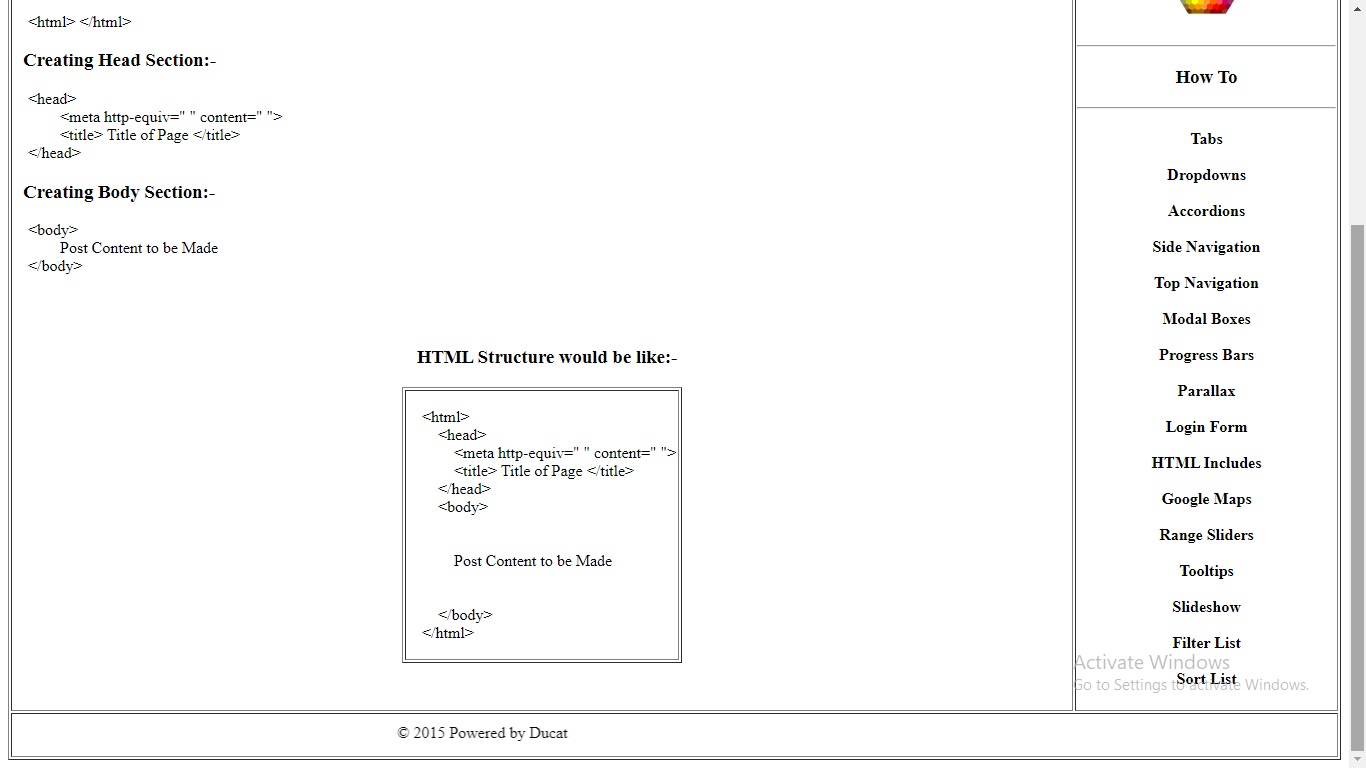 <html> </html>
Creating Head Section:-
<head>
<meta http-equiv=" " content=" ">
<title> Title of Page </title>
</head>
Creating Body Section:-
<body>
Post Content to be Made
</body>
HTML Structure would be like:-
<html>
<head>
<meta http-equiv=" " content=" ">
<title> Title of Page </title>
</head>
<body>
Post Content to be Made
</body>
</html>
How To
Tabs
Dropdowns
Accordions
Side Navigation
Top Navigation
Modal Boxes
Progress Bars
Parallax
Login Form
HTML Includes
Google Maps
Range Sliders
Tooltips
Slideshow
Filter List
Sort List
Activate Windows
Go to Settings to activate Windows.
© 2015 Powered by Ducat